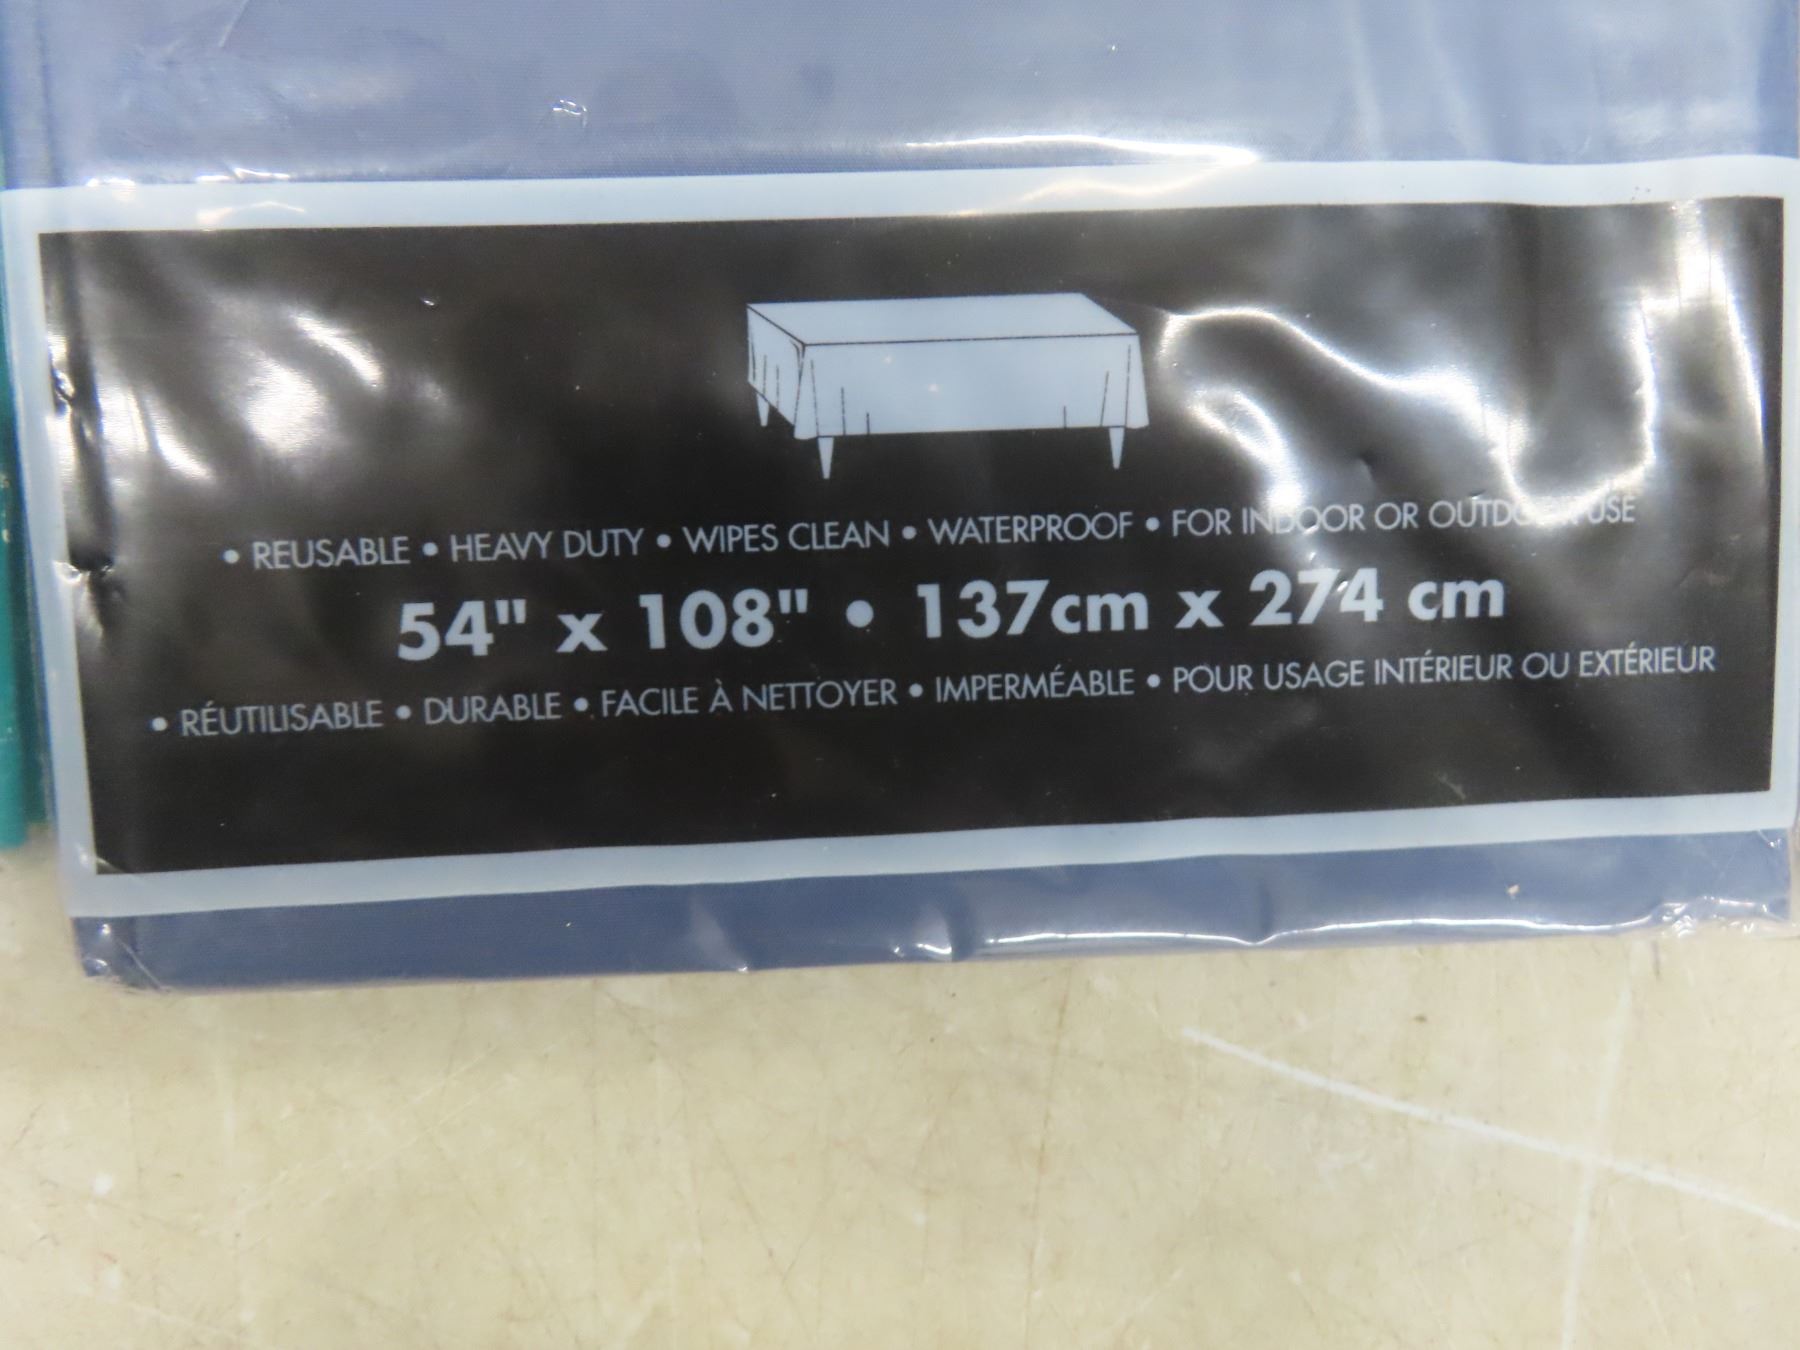 • REUSABLE • HEAVY DUTY • WIPES CLEAN • WATERPROOF • FOR INDOOR OR OUTDOOR USE
54" x 108" • 137cm x 274 cm
• RÉUTILISABLE • DURABLE • FACILE À NETTOYER • IMPERMÉABLE • POUR USAGE INTÉRIEUR OU EXTÉRIEUR